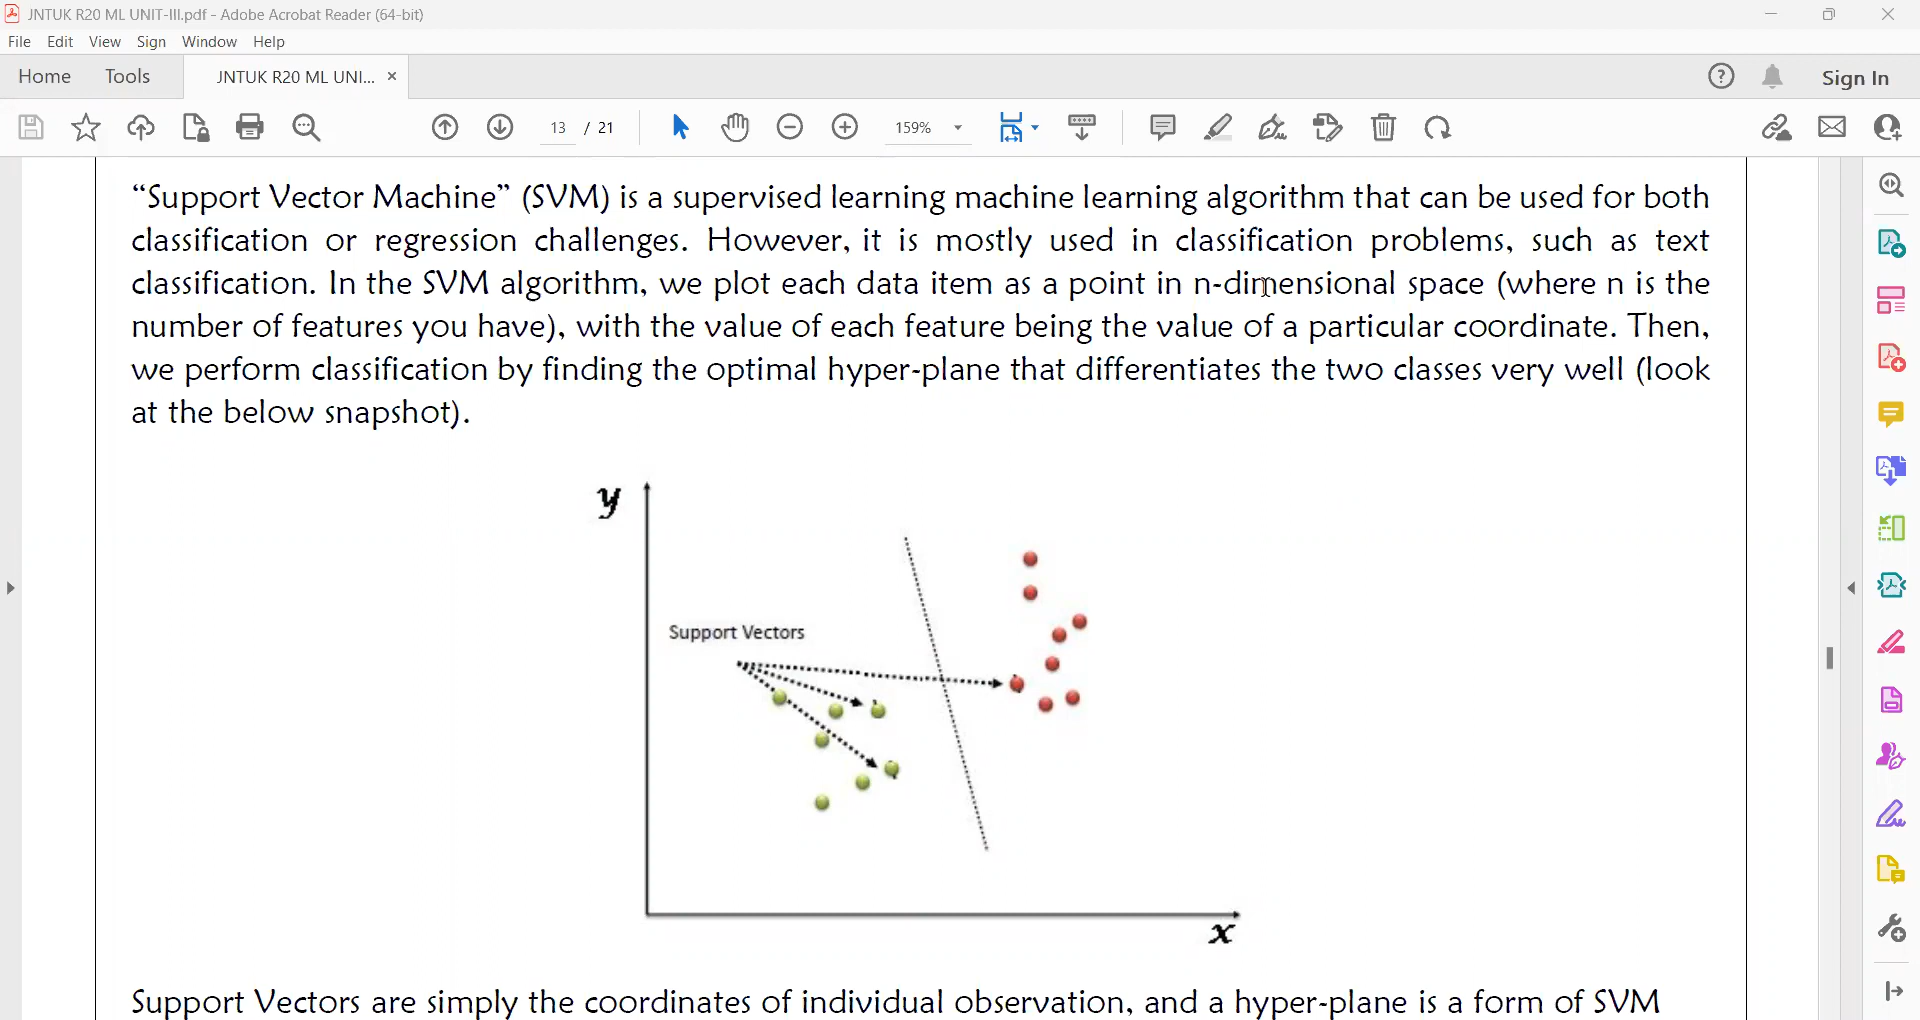 JNTUK R20 ML UNIT-III.pdf - Adobe Acrobat Reader (64-bit)
File Edit View Sign Window Help
Home Tools JNTUK R20 ML UNI... × Sign In
13 / 21 159%
“Support Vector Machine” (SVM) is a supervised learning machine learning algorithm that can be used for both
classification or regression challenges. However, it is mostly used in classification problems, such as text
classification. In the SVM algorithm, we plot each data item as a point in n-dimensional space (where n is the
number of features you have), with the value of each feature being the value of a particular coordinate. Then,
we perform classification by finding the optimal hyper-plane that differentiates the two classes very well (look
at the below snapshot).
y
Support Vectors
x
Support Vectors are simply the coordinates of individual observation, and a hyper-plane is a form of SVM